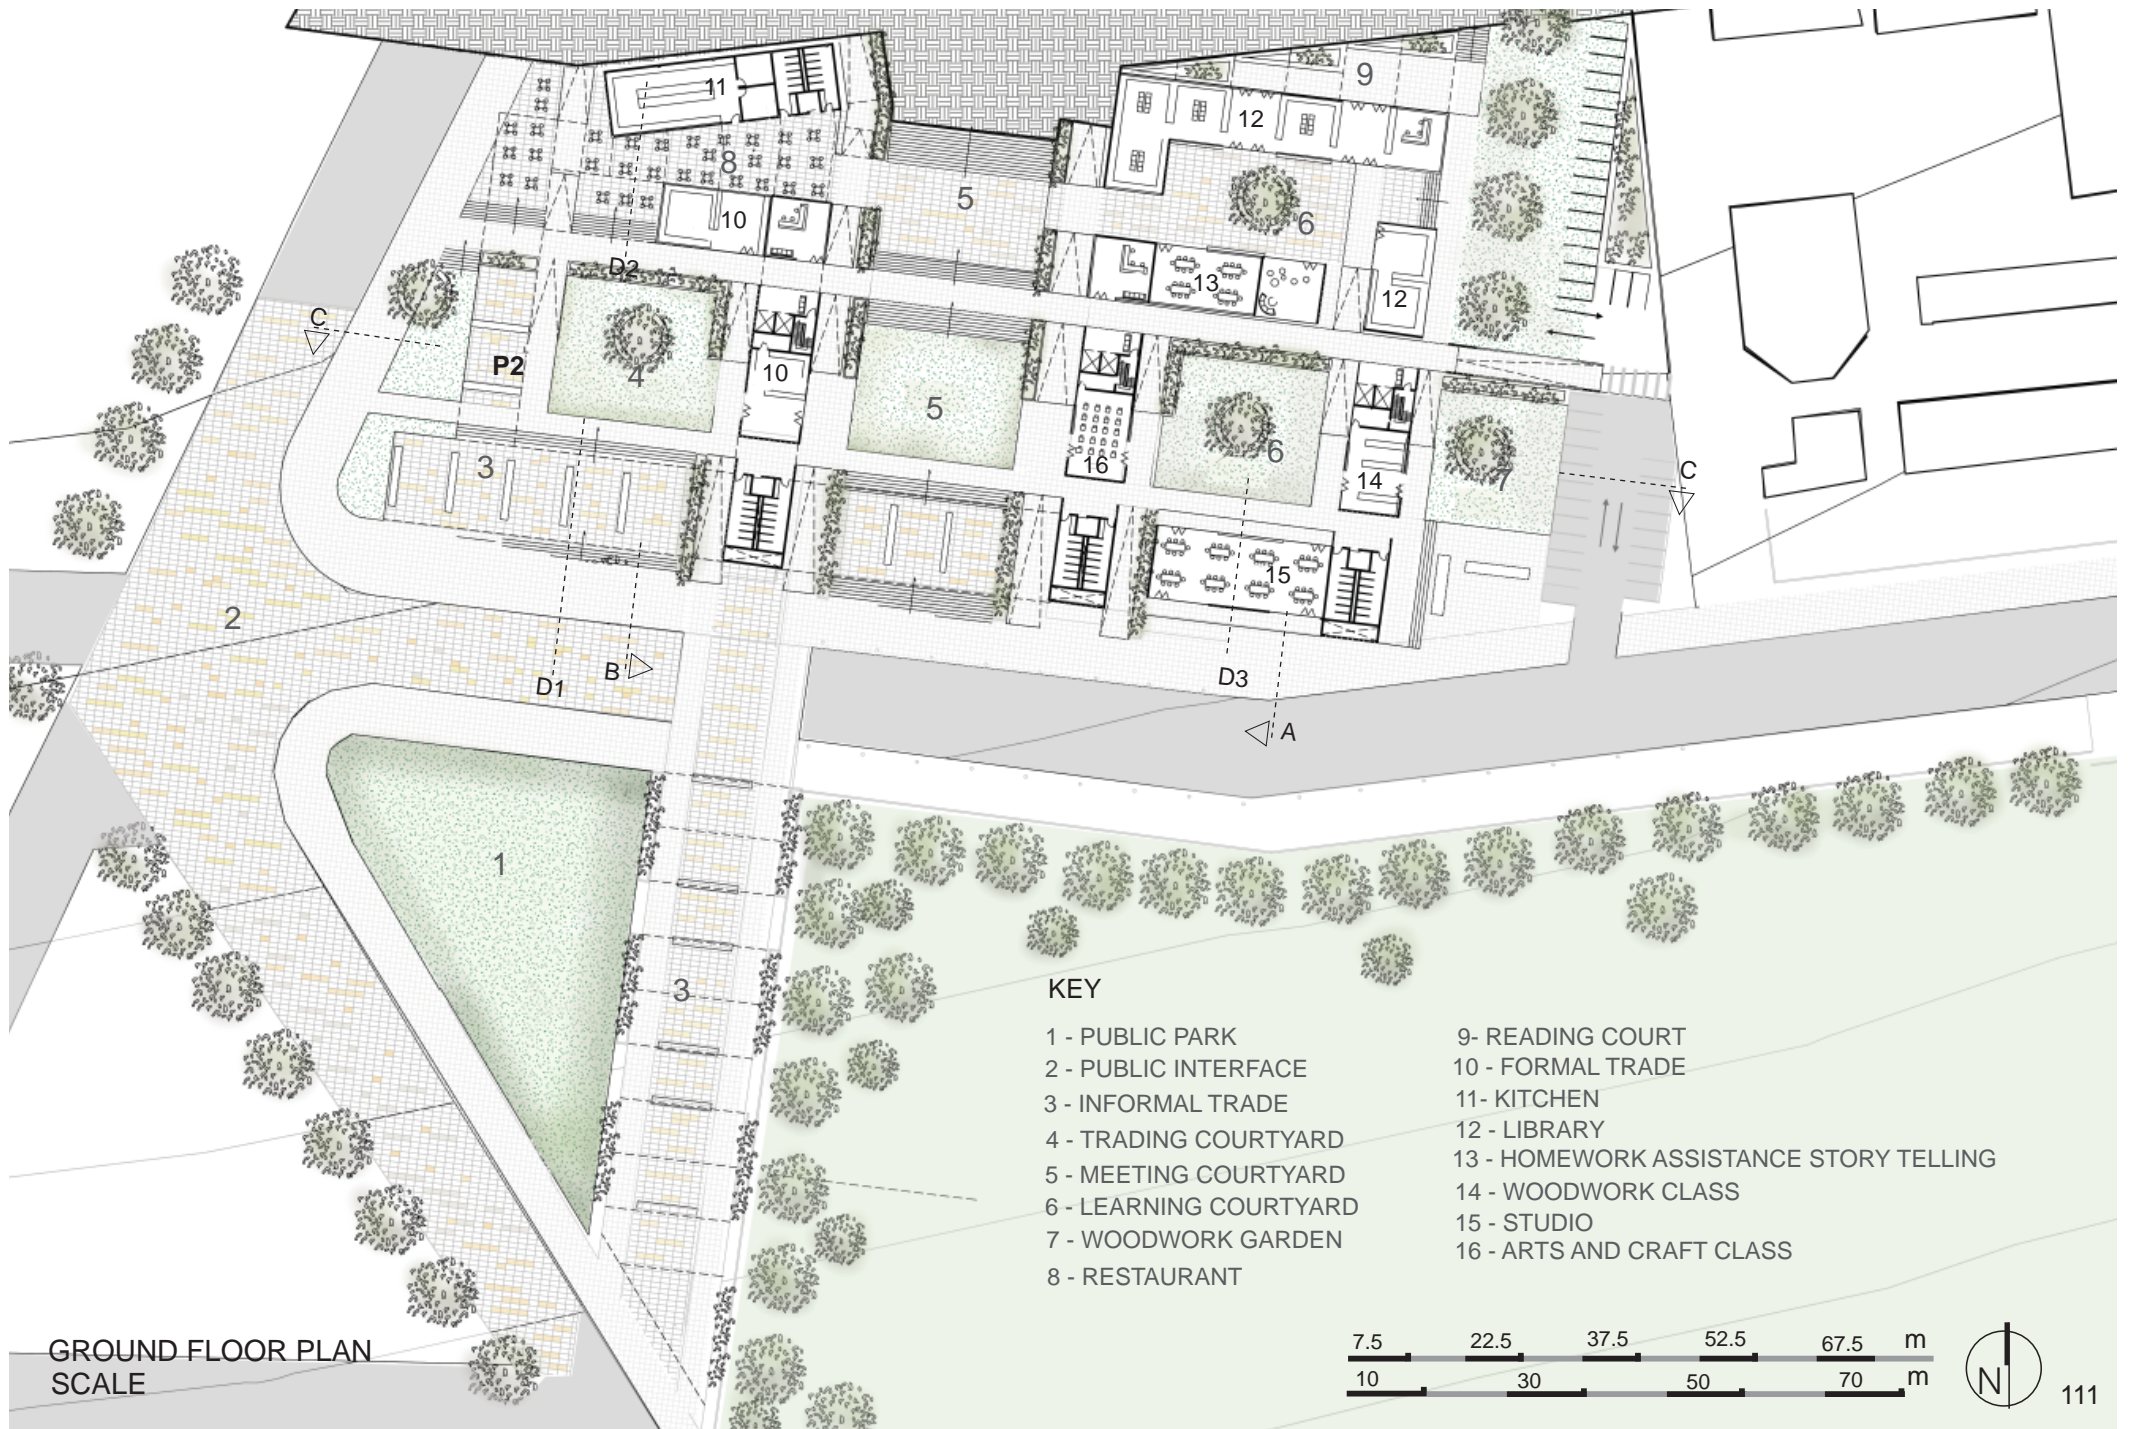 11
9
12
8
5
10
6
D2
13
12
C
P2
4
10
5
16
6
14
7
C
3
15
2
B
D1
D3
A
1
3
KEY
1 - PUBLIC PARK
2 - PUBLIC INTERFACE
3 - INFORMAL TRADE
4 - TRADING COURTYARD
5 - MEETING COURTYARD
6 - LEARNING COURTYARD
7 - WOODWORK GARDEN
8 - RESTAURANT
9- READING COURT
10 - FORMAL TRADE
11- KITCHEN
12 - LIBRARY
13 - HOMEWORK ASSISTANCE STORY TELLING
14 - WOODWORK CLASS
15 - STUDIO
16 - ARTS AND CRAFT CLASS
GROUND FLOOR PLAN
SCALE
7.5 22.5 37.5 52.5 67.5 m
10 30 50 70 m
N
111